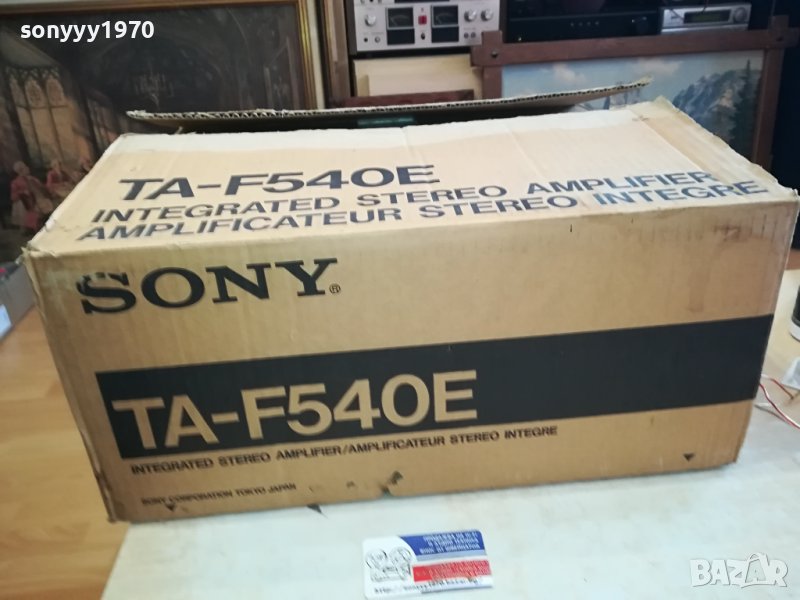 sonyyy1970
TA-F540E
INTEGRATED STEREO AMPLIFIER
AMPLIFICATEUR STEREO INTEGRE
SONY®
TA-F540E
INTEGRATED STEREO AMPLIFIER/AMPLIFICATEUR STEREO INTEGRE
SONY CORPORATION TOKYO JAPAN
BAZAR